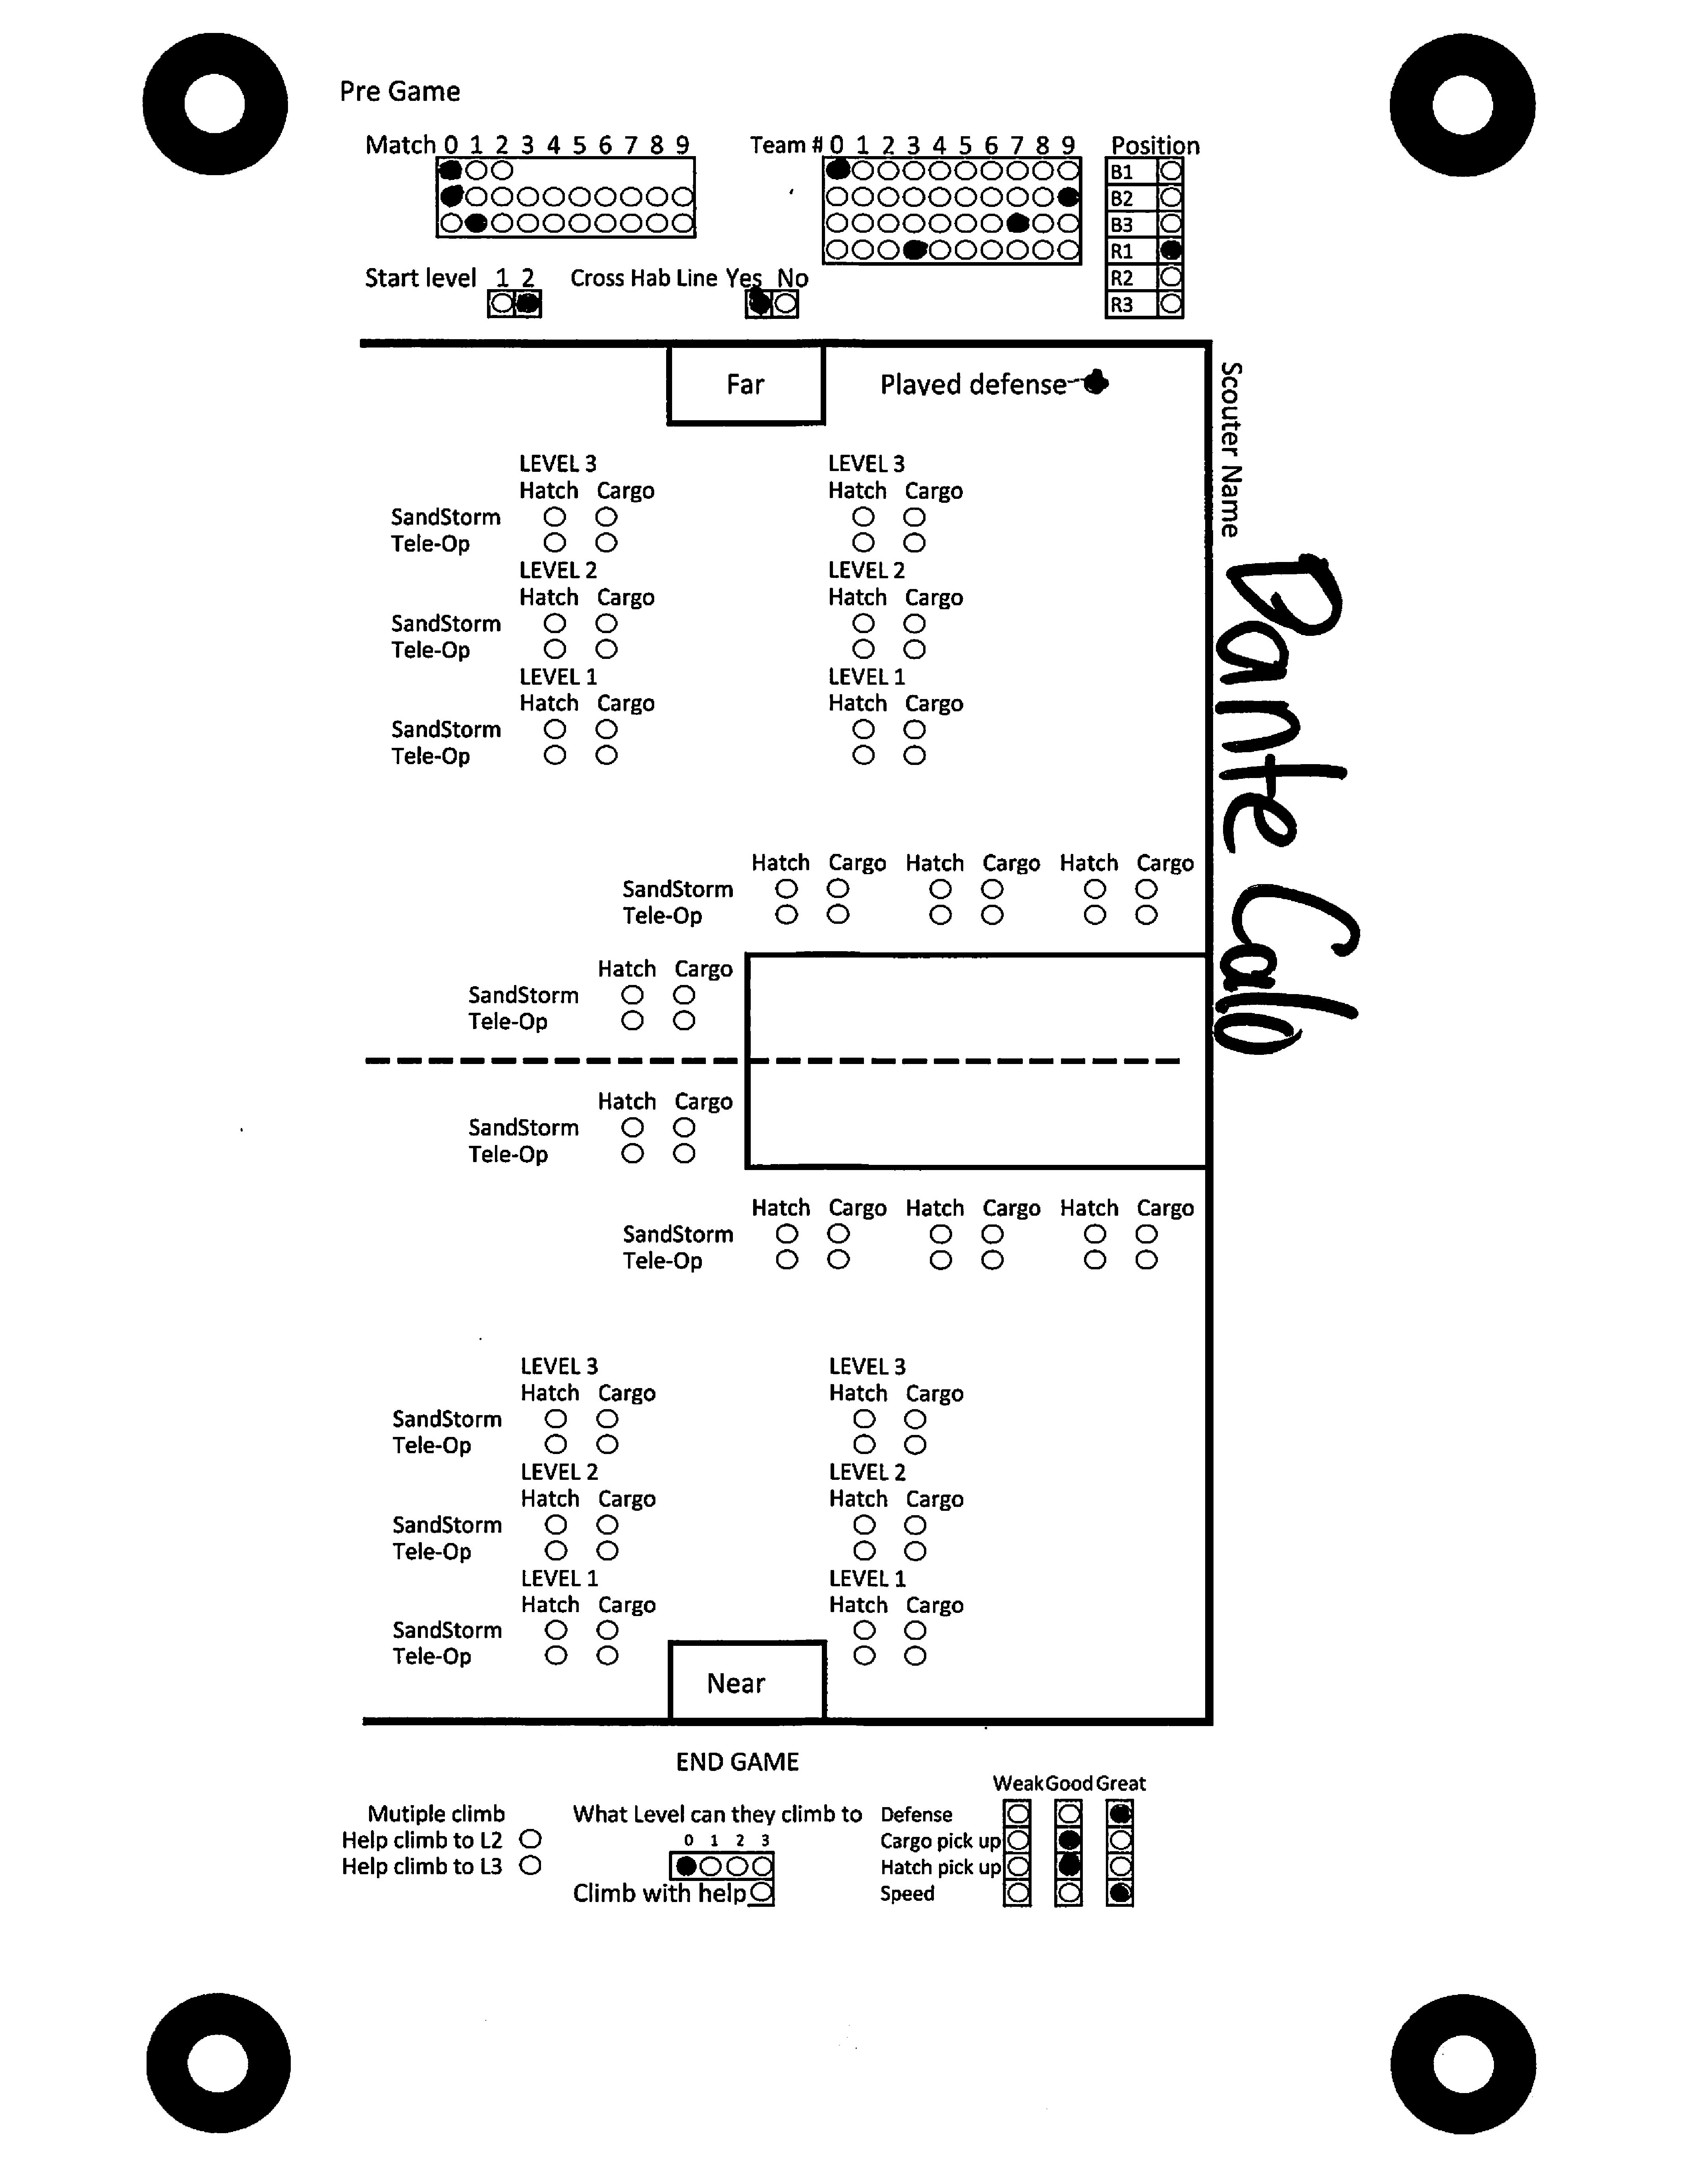 Pre Game
Match 0 1 2 3 4 5 6 7 8 9
Team # 0 1 2 3 4 5 6 7 8 9
Position
B1
B2
B3
R1
R2
R3
Start level 1 2
Cross Hab Line Yes No
Far
Played defense
Scouter Name
Dante Calo
LEVEL 3 LEVEL 3
Hatch Cargo Hatch Cargo
SandStorm
Tele-Op
LEVEL 2 LEVEL 2
Hatch Cargo Hatch Cargo
SandStorm
Tele-Op
LEVEL 1 LEVEL 1
Hatch Cargo Hatch Cargo
SandStorm
Tele-Op
Hatch Cargo Hatch Cargo Hatch Cargo
SandStorm
Tele-Op
Hatch Cargo
SandStorm
Tele-Op
Hatch Cargo
SandStorm
Tele-Op
Hatch Cargo Hatch Cargo Hatch Cargo
SandStorm
Tele-Op
LEVEL 3 LEVEL 3
Hatch Cargo Hatch Cargo
SandStorm
Tele-Op
LEVEL 2 LEVEL 2
Hatch Cargo Hatch Cargo
SandStorm
Tele-Op
LEVEL 1 LEVEL 1
Hatch Cargo Hatch Cargo
SandStorm
Tele-Op
Near
END GAME
Mutiple climb
Help climb to L2
Help climb to L3
What Level can they climb to
0 1 2 3
Climb with help
Weak Good Great
Defense
Cargo pick up
Hatch pick up
Speed